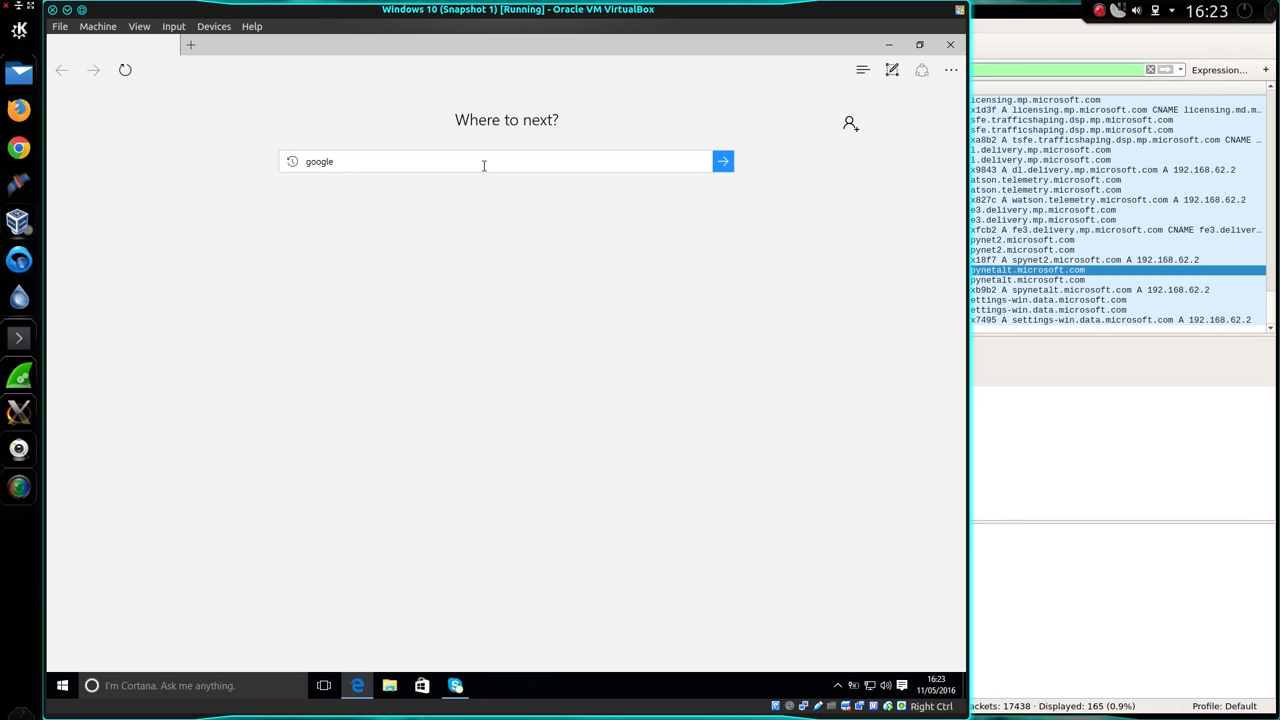 Windows 10 (Snapshot 1) [Running] - Oracle VM VirtualBox
16:23
File Machine View Input Devices Help
Expression...
Where to next?
google
icensing.mp.microsoft.com
x1d3f A licensing.mp.microsoft.com CNAME licensing.md.m...
sfe.trafficshaping.dsp.mp.microsoft.com
xa8b2 A tsfe.trafficshaping.dsp.mp.microsoft.com CNAME ...
l.delivery.mp.microsoft.com
l.delivery.mp.microsoft.com
x9843 A dl.delivery.mp.microsoft.com A 192.168.62.2
atson.telemetry.microsoft.com
atson.telemetry.microsoft.com
x827c A watson.telemetry.microsoft.com A 192.168.62.2
e3.delivery.mp.microsoft.com
e3.delivery.mp.microsoft.com
xfcb2 A fe3.delivery.mp.microsoft.com CNAME fe3.deliver...
pynet2.microsoft.com
pynet2.microsoft.com
x18f7 A spynet2.microsoft.com A 192.168.62.2
pynetalt.microsoft.com
pynetalt.microsoft.com
xb9b2 A spynetalt.microsoft.com A 192.168.62.2
ettings-win.data.microsoft.com
ettings-win.data.microsoft.com
x7495 A settings-win.data.microsoft.com A 192.168.62.2
I'm Cortana. Ask me anything.
16:23
11/05/2016
Right Ctrl
ackets: 17438 · Displayed: 165 (0.9%)
Profile: Default